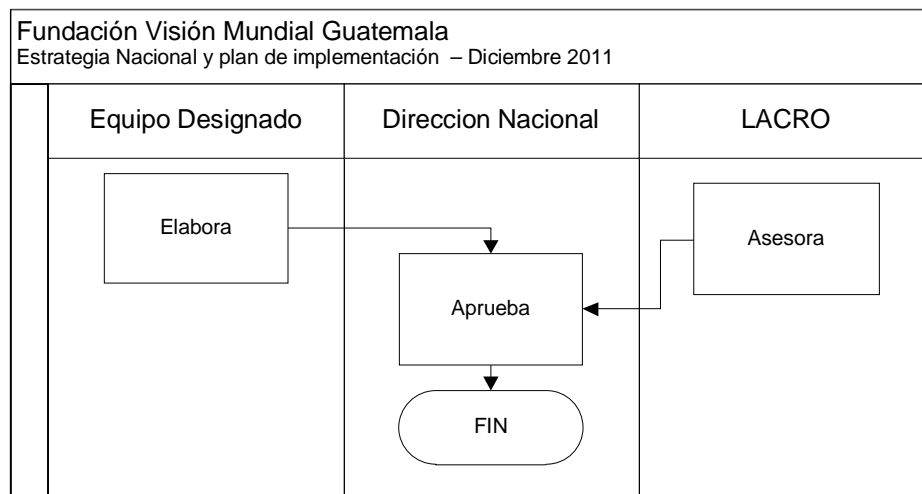 Fundación Visión Mundial Guatemala
Estrategia Nacional y plan de implementación – Diciembre 2011
Equipo Designado
Direccion Nacional
LACRO
Elabora
Asesora
Aprueba
FIN